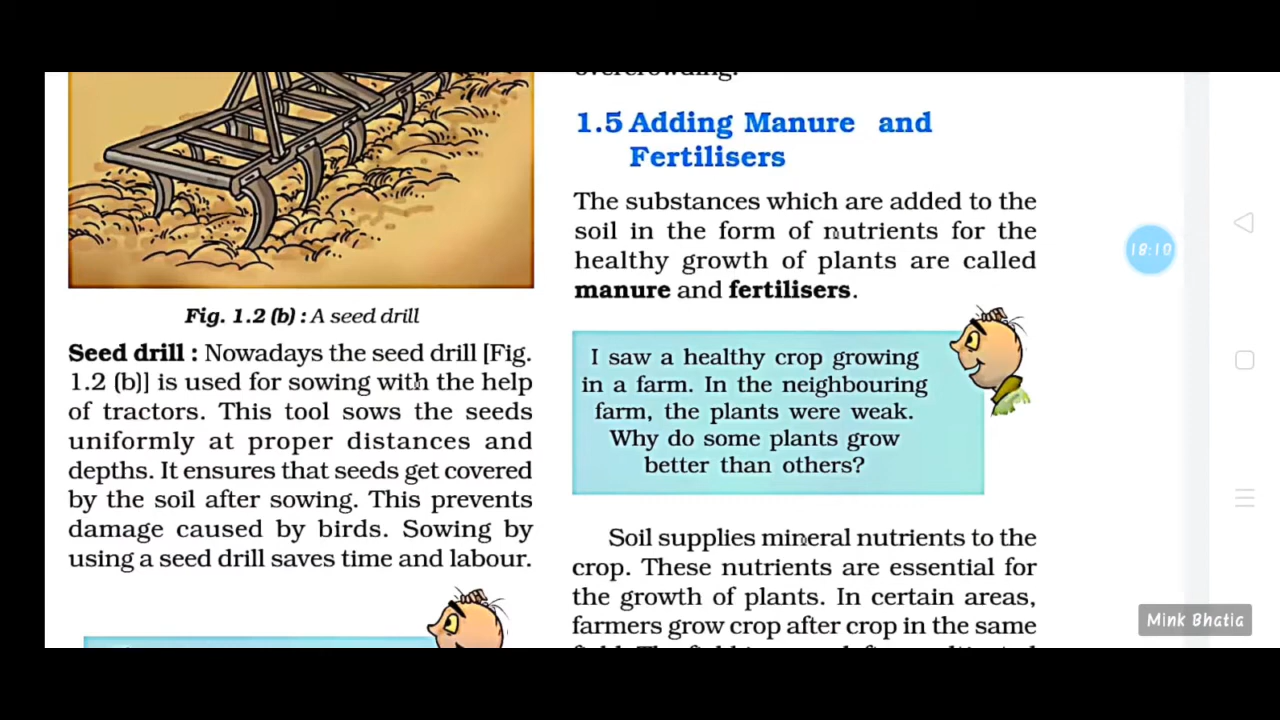 Fig. 1.2 (b) : A seed drill
Seed drill : Nowadays the seed drill [Fig.
1.2 (b)] is used for sowing with the help
of tractors. This tool sows the seeds
uniformly at proper distances and
depths. It ensures that seeds get covered
by the soil after sowing. This prevents
damage caused by birds. Sowing by
using a seed drill saves time and labour.
overcrowding.
1.5 Adding Manure and
Fertilisers
The substances which are added to the
soil in the form of nutrients for the
healthy growth of plants are called
manure and fertilisers.
I saw a healthy crop growing
in a farm. In the neighbouring
farm, the plants were weak.
Why do some plants grow
better than others?
Soil supplies mineral nutrients to the
crop. These nutrients are essential for
the growth of plants. In certain areas,
farmers grow crop after crop in the same
18:10
Mink Bhatia